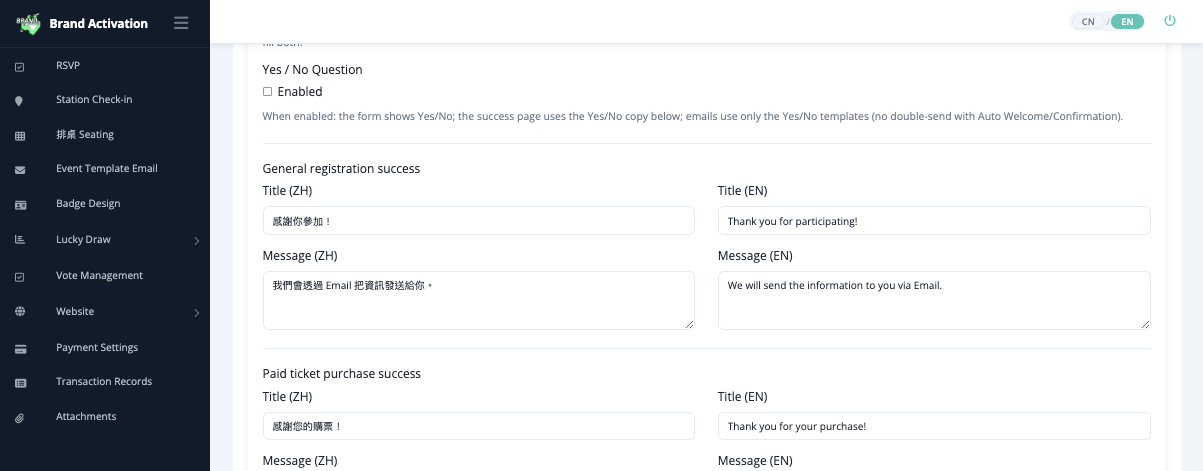 BRAND
Brand Activation
CN / EN
RSVP
Station Check-in
排桌 Seating
Event Template Email
Badge Design
Lucky Draw
Vote Management
Website
Payment Settings
Transaction Records
Attachments
Yes / No Question
Enabled
When enabled: the form shows Yes/No; the success page uses the Yes/No copy below; emails use only the Yes/No templates (no double-send with Auto Welcome/Confirmation).
General registration success
Title (ZH)
Title (EN)
感謝你參加！
Thank you for participating!
Message (ZH)
Message (EN)
我們會透過 Email 把資訊發送給你。
We will send the information to you via Email.
Paid ticket purchase success
Title (ZH)
Title (EN)
感謝您的購票！
Thank you for your purchase!
Message (ZH)
Message (EN)